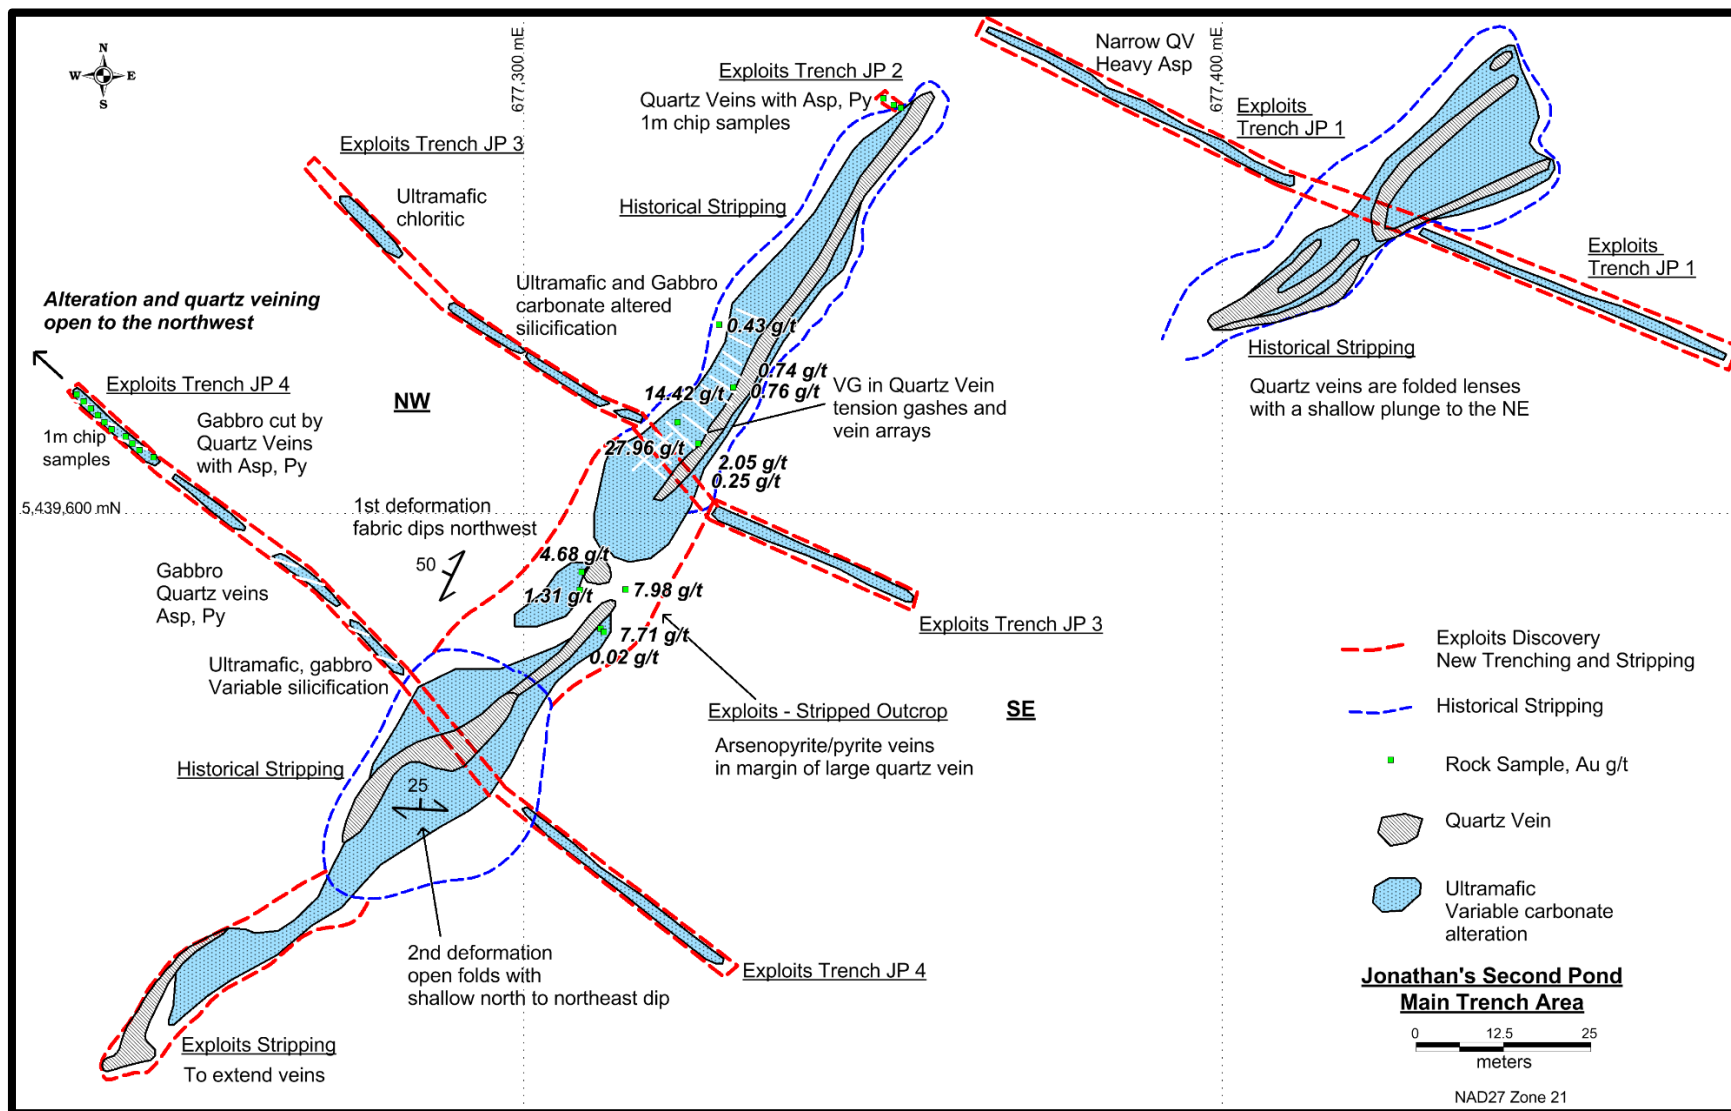 N
W E
S
677,300 mE
677,400 mE
Exploits Trench JP 2
Quartz Veins with Asp, Py
1m chip samples
Narrow QV
Heavy Asp
Exploits
Trench JP 1
Exploits Trench JP 3
Ultramafic
chloritic
Historical Stripping
Exploits
Trench JP 1
Ultramafic and Gabbro
carbonate altered
silicification
Alteration and quartz veining
open to the northwest
0.43 g/t
Historical Stripping
Quartz veins are folded lenses
with a shallow plunge to the NE
Exploits Trench JP 4
NW
0.74 g/t
0.76 g/t
14.42 g/t
VG in Quartz Vein
tension gashes and
vein arrays
Gabbro cut by
Quartz Veins
with Asp, Py
1m chip
samples
27.96 g/t
2.05 g/t
0.25 g/t
5,439,600 mN
1st deformation
fabric dips northwest
50
4.68 g/t
1.31 g/t
7.98 g/t
Gabbro
Quartz veins
Asp, Py
7.71 g/t
0.02 g/t
Exploits Trench JP 3
Ultramafic, gabbro
Variable silicification
Exploits - Stripped Outcrop
Arsenopyrite/pyrite veins
in margin of large quartz vein
SE
Historical Stripping
25
2nd deformation
open folds with
shallow north to northeast dip
Exploits Trench JP 4
Exploits Stripping
To extend veins
Exploits Discovery
New Trenching and Stripping
Historical Stripping
Rock Sample, Au g/t
Quartz Vein
Ultramafic
Variable carbonate
alteration
Jonathan's Second Pond
Main Trench Area
0 12.5 25
meters
NAD27 Zone 21